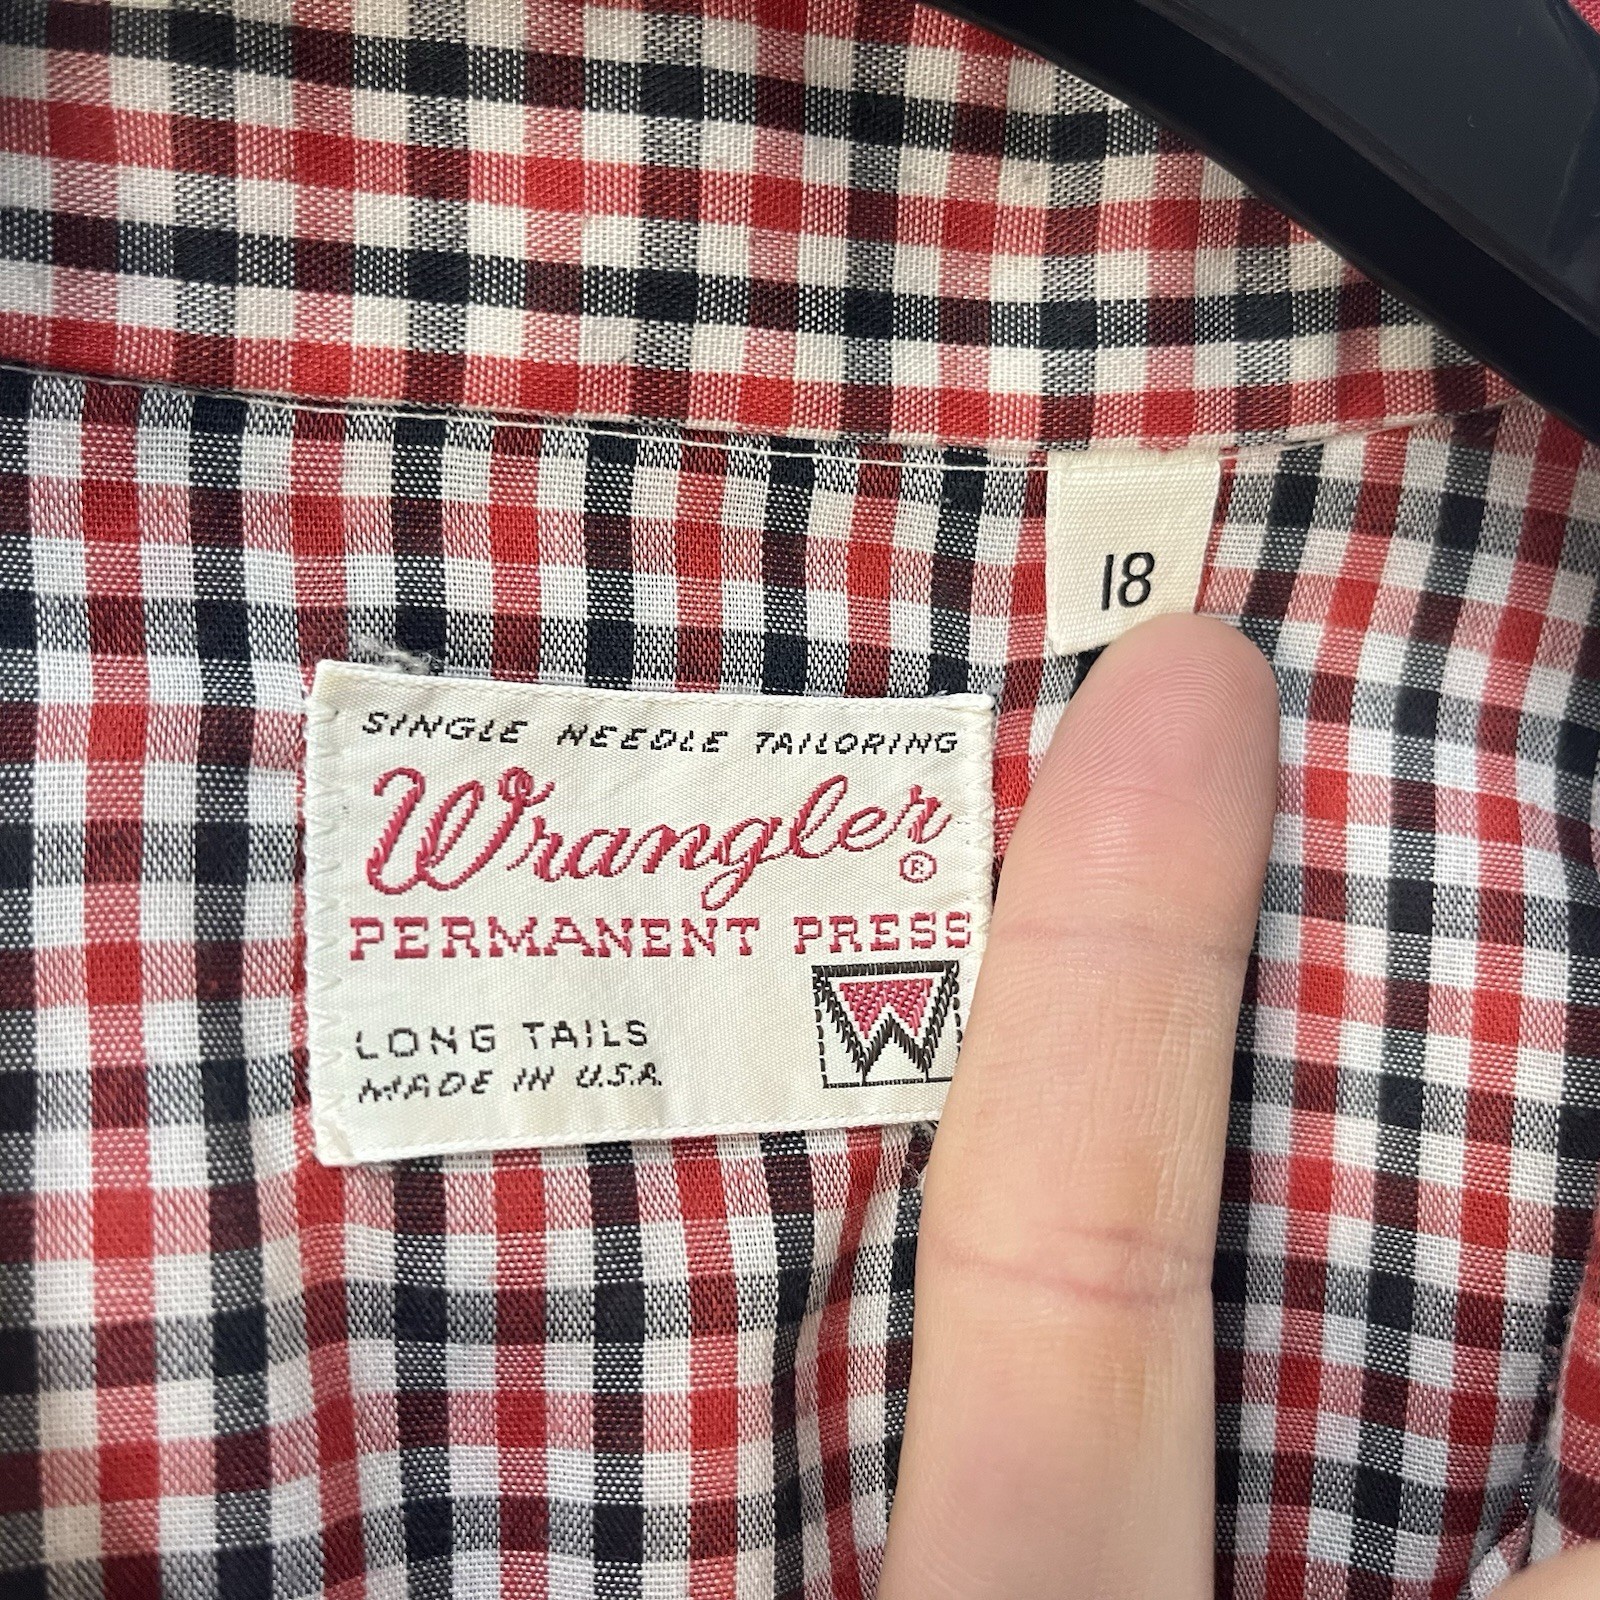 18
SINGLE NEEDLE TAILORING
Wrangler®
PERMANENT PRESS
LONG TAILS
MADE IN U.S.A.
W